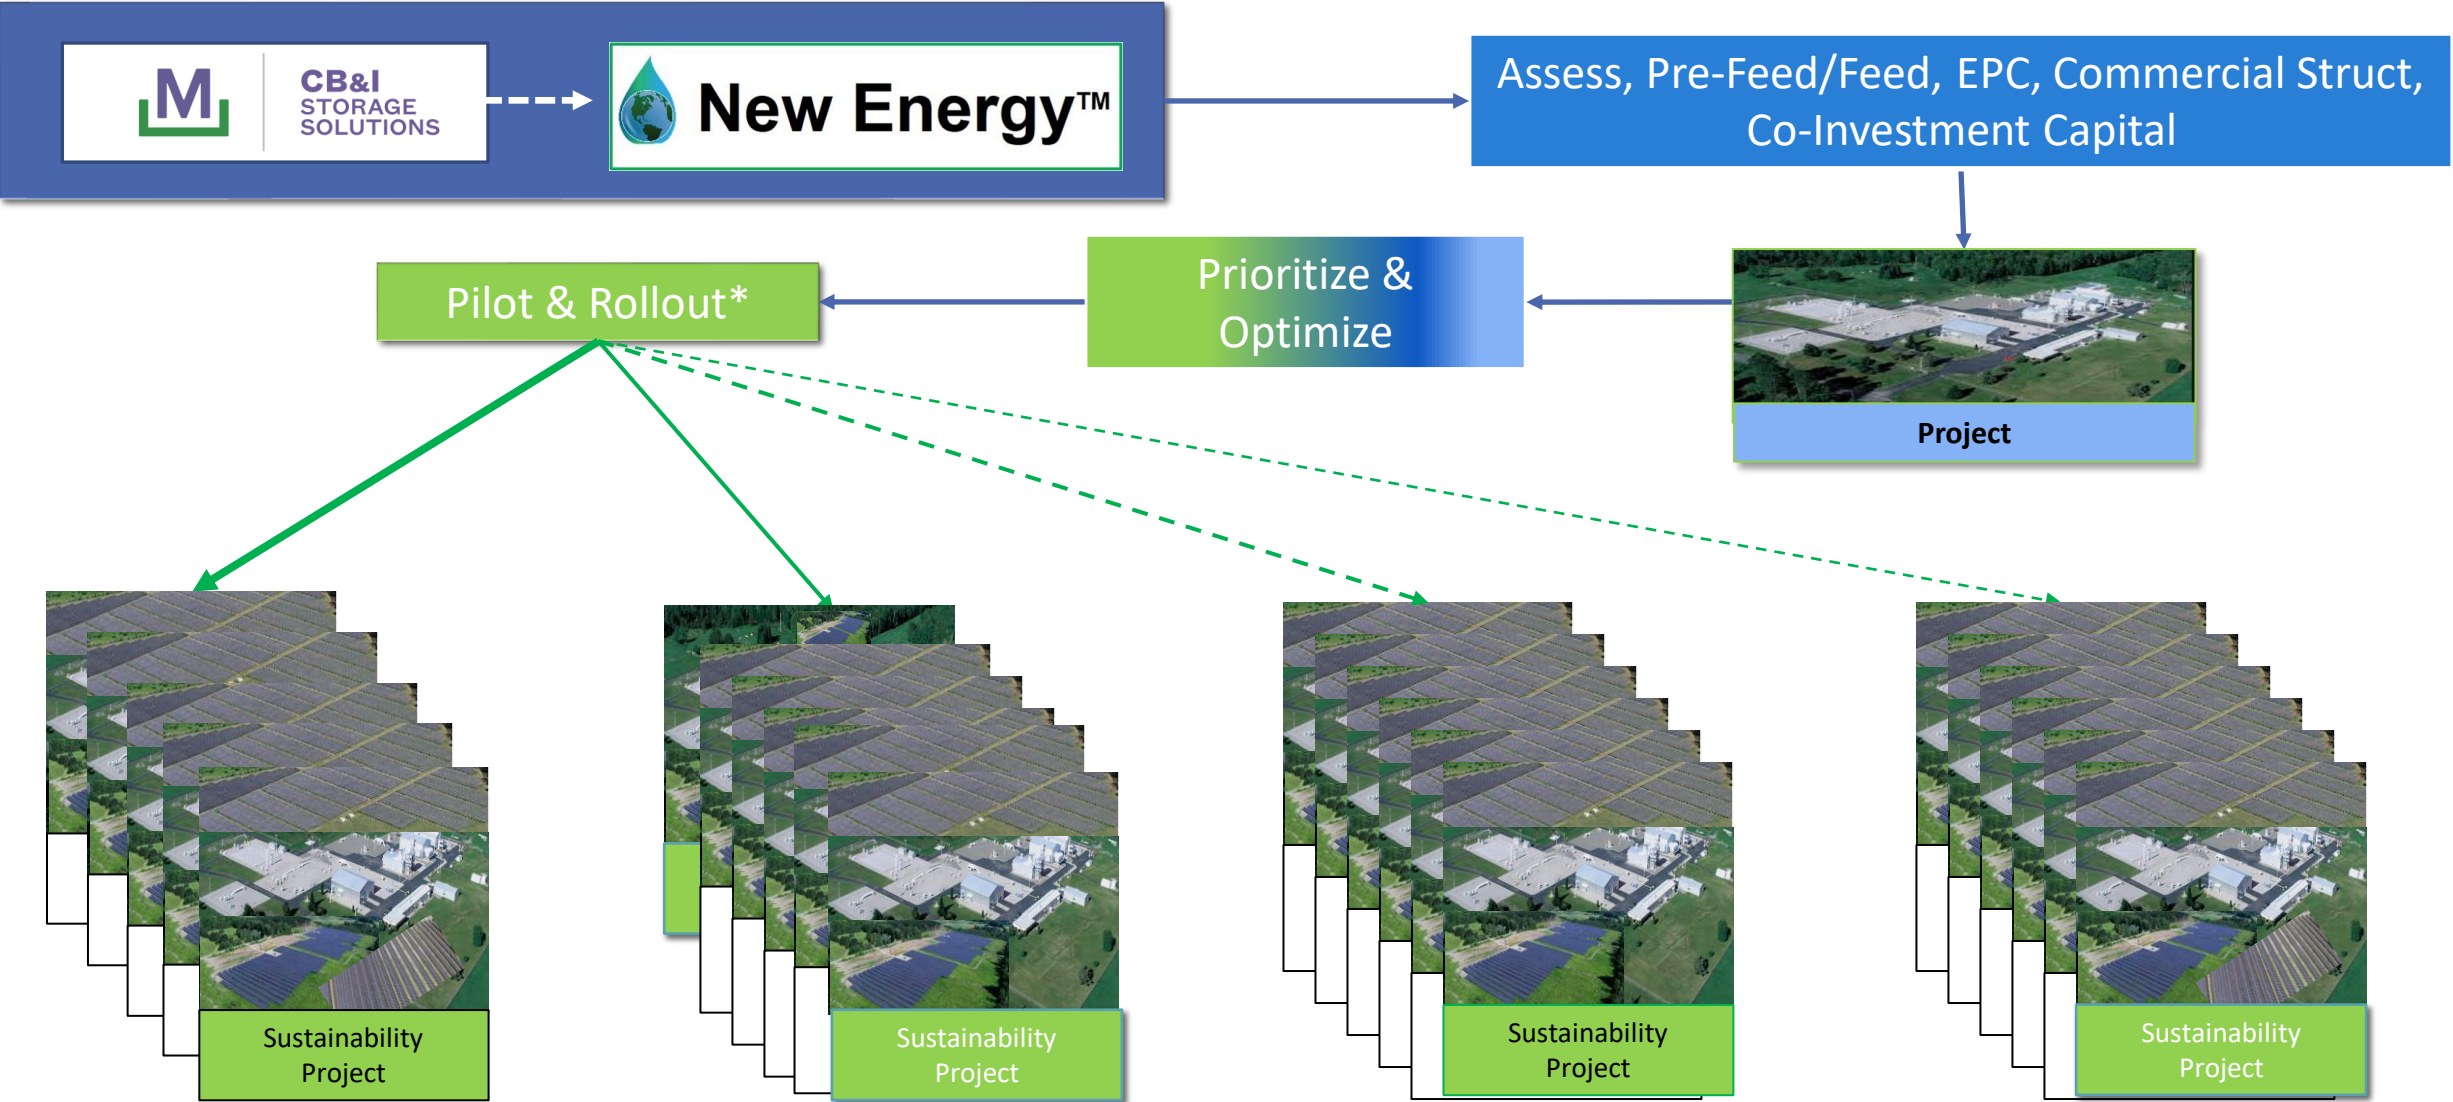 M
CB&I
STORAGE
SOLUTIONS
New Energy™
Assess, Pre-Feed/Feed, EPC, Commercial Struct,
Co-Investment Capital
Pilot & Rollout*
Prioritize &
Optimize
Project
Sustainability
Project
Sustainability
Project
Sustainability
Project
Sustainability
Project